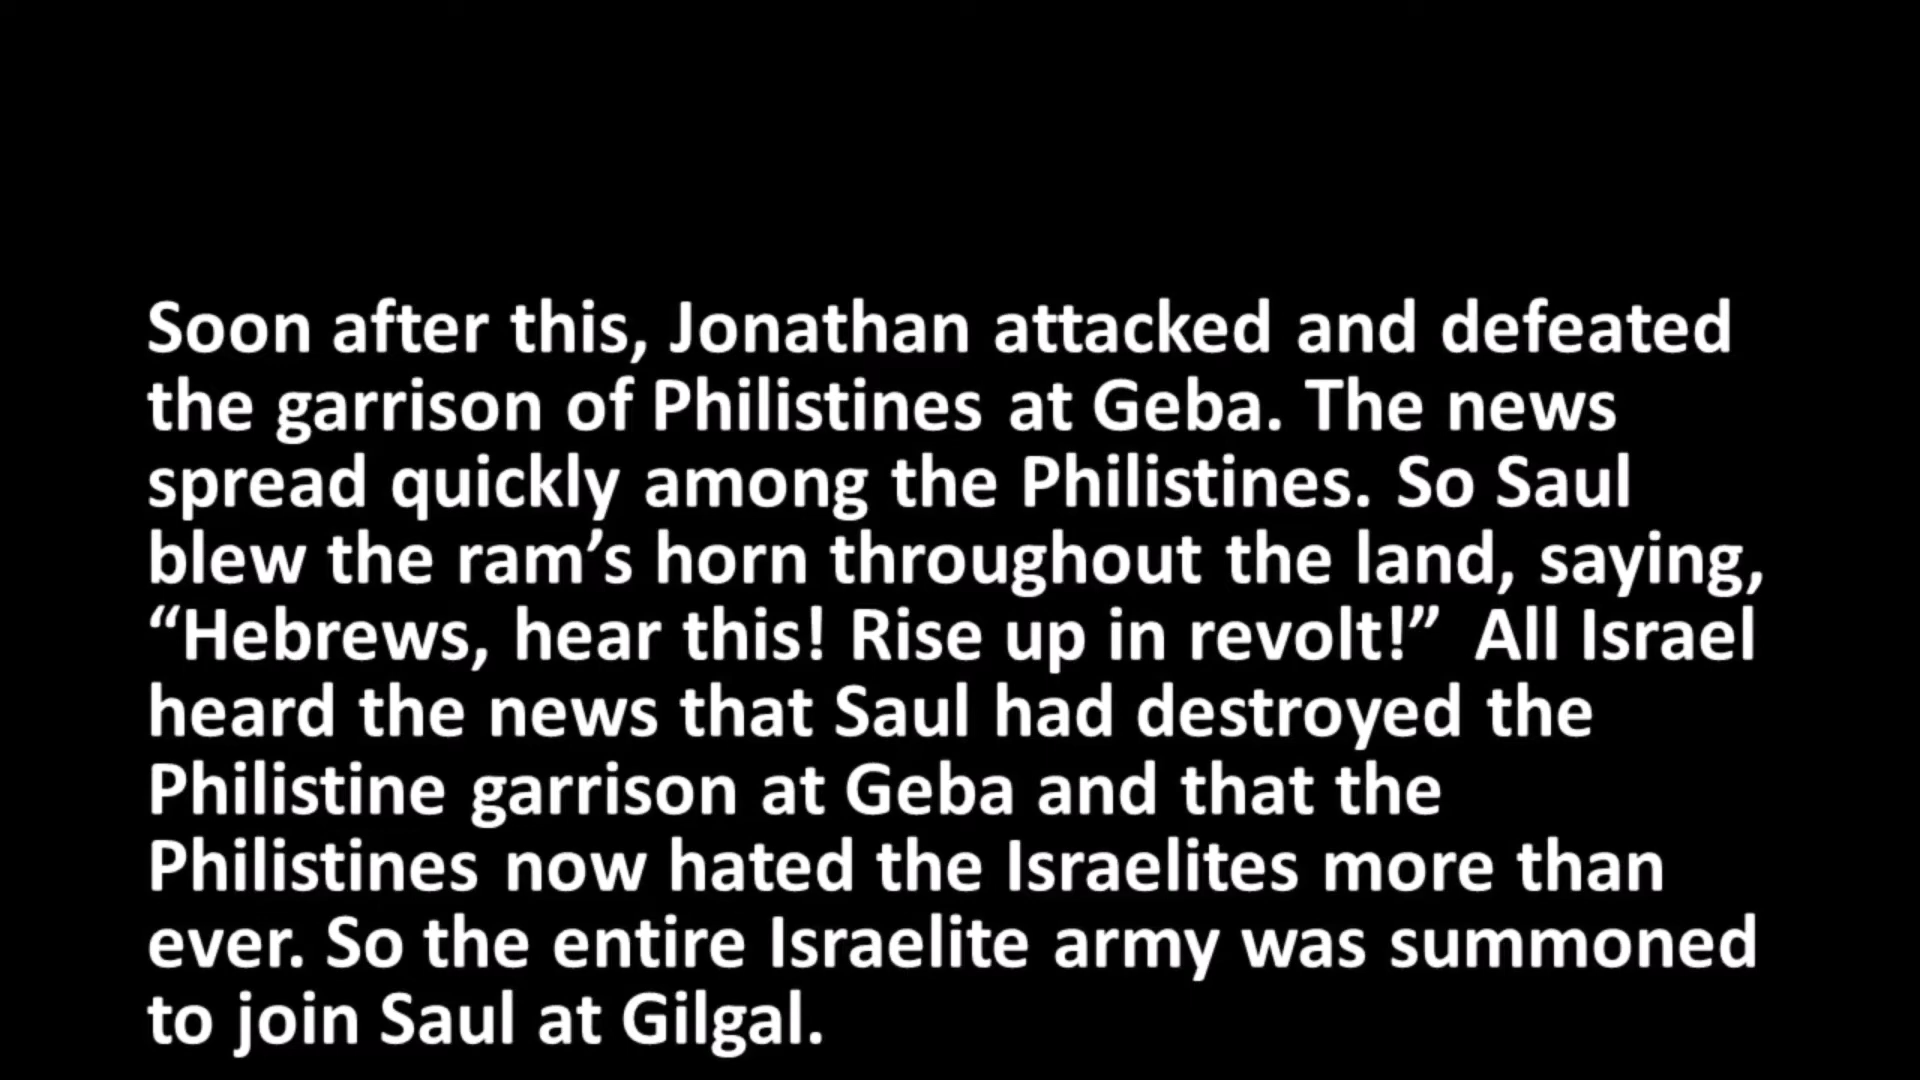 Soon after this, Jonathan attacked and defeated
the garrison of Philistines at Geba. The news
spread quickly among the Philistines. So Saul
blew the ram’s horn throughout the land, saying,
“Hebrews, hear this! Rise up in revolt!”  All Israel
heard the news that Saul had destroyed the
Philistine garrison at Geba and that the
Philistines now hated the Israelites more than
ever. So the entire Israelite army was summoned
to join Saul at Gilgal.